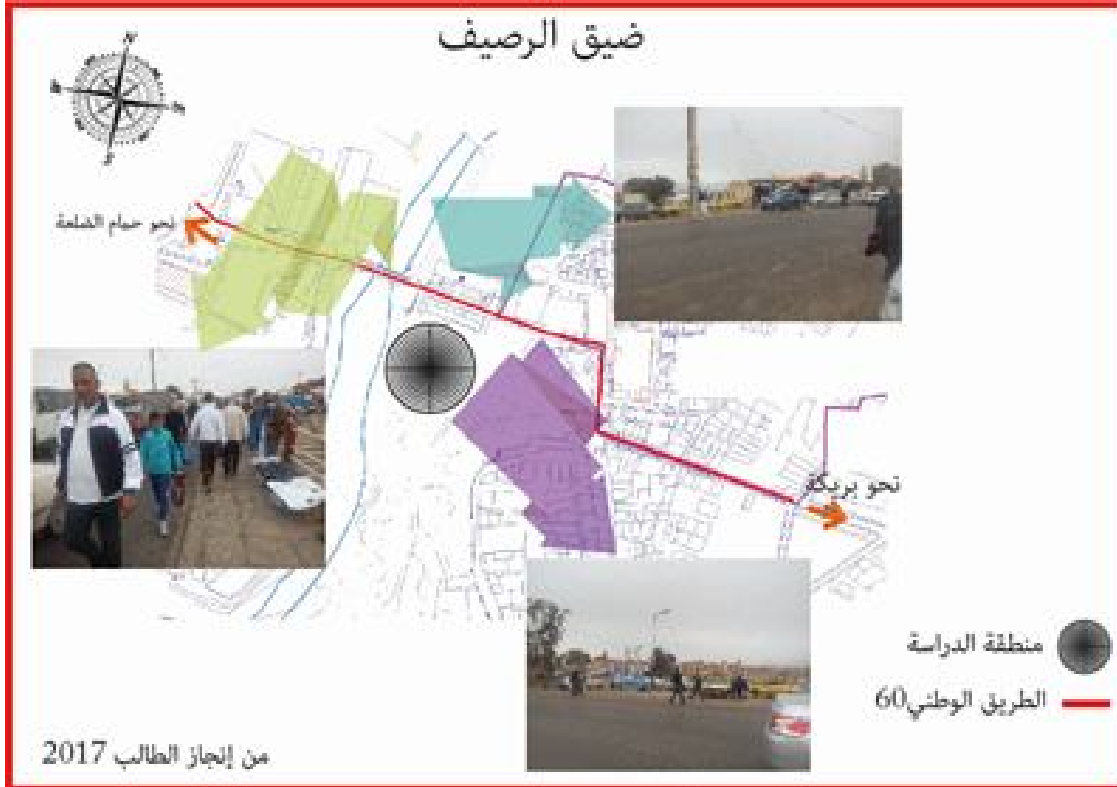 ضيق الرصيف
N
S
نحو حمام الضلعة
نحو بريكة
منطقة الدراسة
الطريق الوطني60
من إنجاز الطالب 2017